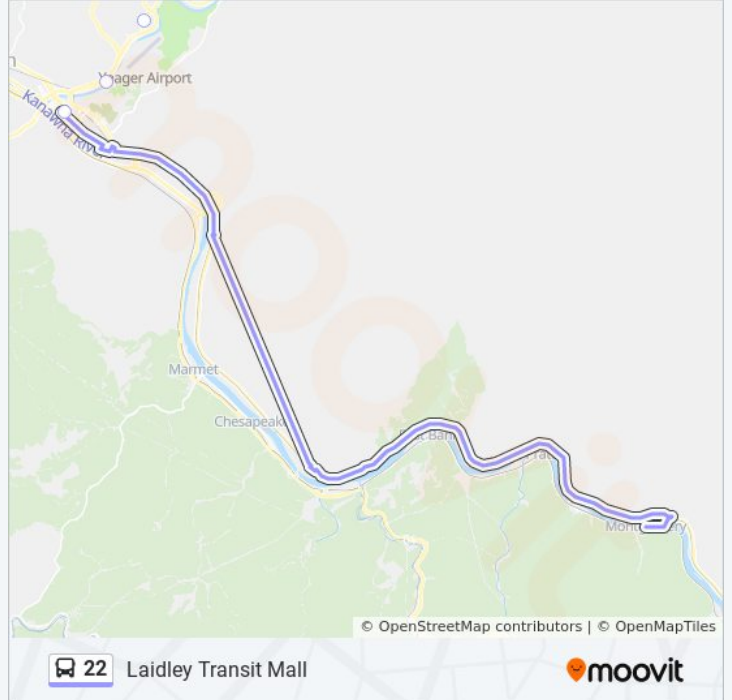 Yeager Airport
Kanawha River
Marmet
Chesapeake
© OpenStreetMap contributors | © OpenMapTiles
22 Laidley Transit Mall
moovit